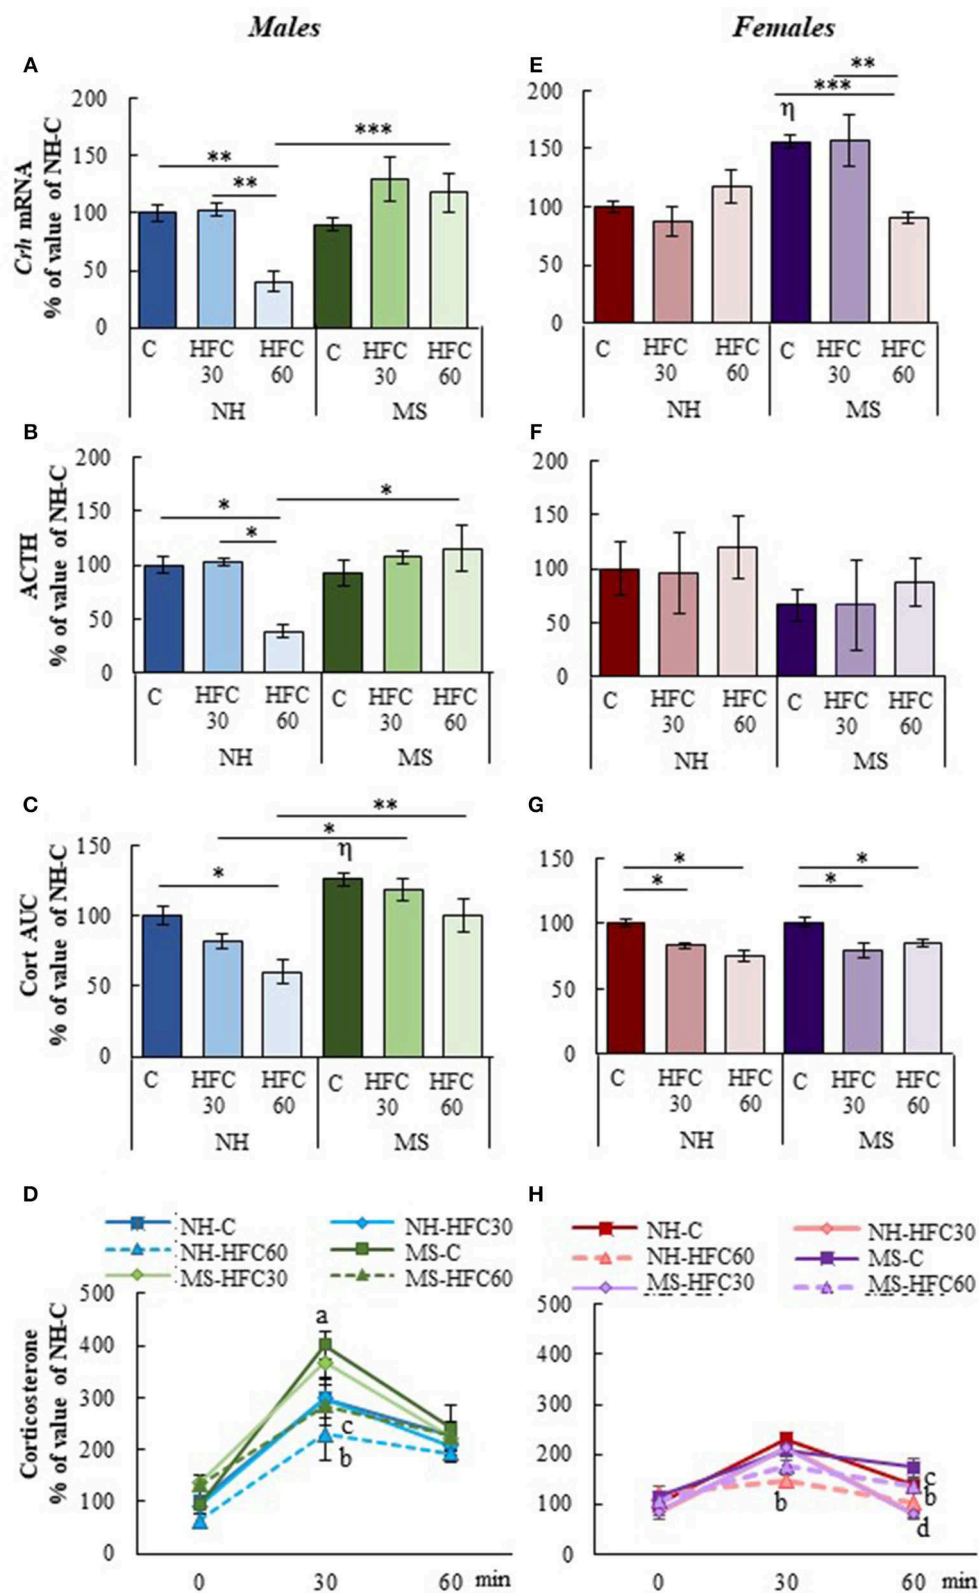 Males
Females
A
200
150
100
50
0
Crh mRNA
% of value of NH-C
**
**
***
C
HFC 30
HFC 60
C
HFC 30
HFC 60
NH
MS
E
200
150
100
50
0
**
***
η
C
HFC 30
HFC 60
C
HFC 30
HFC 60
NH
MS
B
200
150
100
50
0
ACTH
% of value of NH-C
*
*
*
C
HFC 30
HFC 60
C
HFC 30
HFC 60
NH
MS
F
200
150
100
50
0
C
HFC 30
HFC 60
C
HFC 30
HFC 60
NH
MS
C
150
100
50
0
Cort AUC
% of value of NH-C
**
*
η
*
C
HFC 30
HFC 60
C
HFC 30
HFC 60
NH
MS
G
150
100
50
0
*
*
*
*
C
HFC 30
HFC 60
C
HFC 30
HFC 60
NH
MS
D
NH-C
NH-HFC30
NH-HFC60
MS-C
MS-HFC30
MS-HFC60
500
400
300
200
100
0
Corticosterone
% of value of NH-C
a
c
b
0
30
60
min
H
NH-C
NH-HFC30
NH-HFC60
MS-C
MS-HFC30
MS-HFC60
500
400
300
200
100
0
b
c
b
d
0
30
60
min